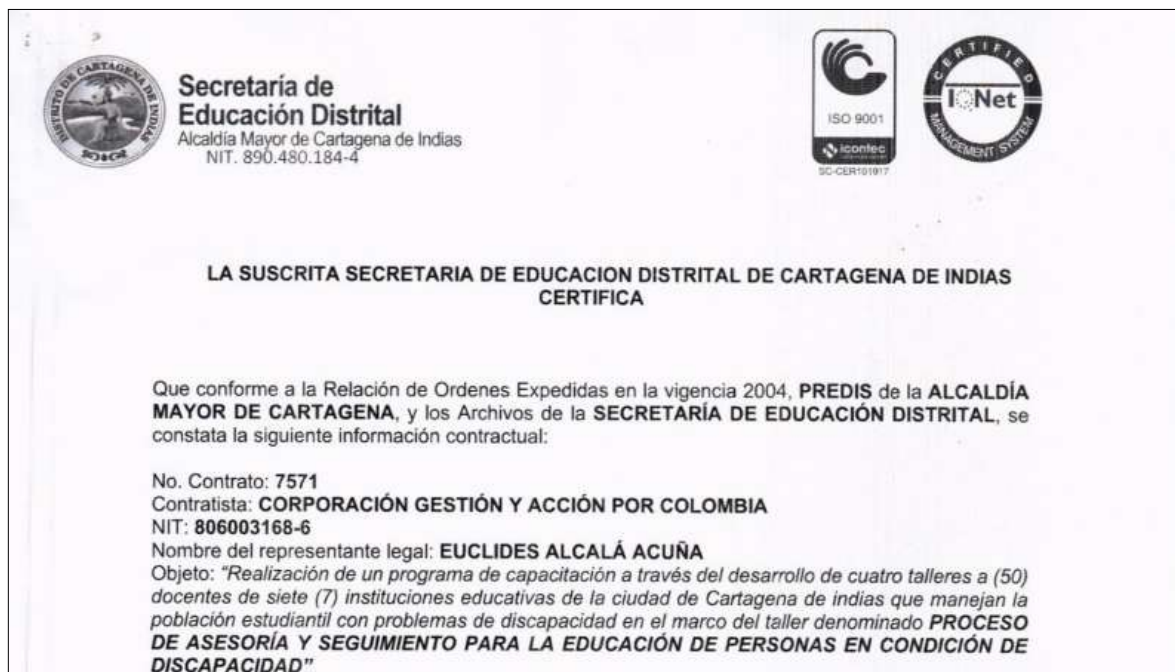 DISTRITO DE CARTAGENA DE INDIAS
Secretaría de
Educación Distrital
Alcaldía Mayor de Cartagena de Indias
NIT. 890.480.184-4
ISO 9001
icontec
SC-CER101917
CERTIFIED
IQNet
MANAGEMENT SYSTEM
LA SUSCRITA SECRETARIA DE EDUCACION DISTRITAL DE CARTAGENA DE INDIAS
CERTIFICA
Que conforme a la Relación de Ordenes Expedidas en la vigencia 2004, PREDIS de la ALCALDÍA
MAYOR DE CARTAGENA, y los Archivos de la SECRETARÍA DE EDUCACIÓN DISTRITAL, se
constata la siguiente información contractual:
No. Contrato: 7571
Contratista: CORPORACIÓN GESTIÓN Y ACCIÓN POR COLOMBIA
NIT: 806003168-6
Nombre del representante legal: EUCLIDES ALCALÁ ACUÑA
Objeto: "Realización de un programa de capacitación a través del desarrollo de cuatro talleres a (50)
docentes de siete (7) instituciones educativas de la ciudad de Cartagena de indias que manejan la
población estudiantil con problemas de discapacidad en el marco del taller denominado PROCESO
DE ASESORÍA Y SEGUIMIENTO PARA LA EDUCACIÓN DE PERSONAS EN CONDICIÓN DE
DISCAPACIDAD"